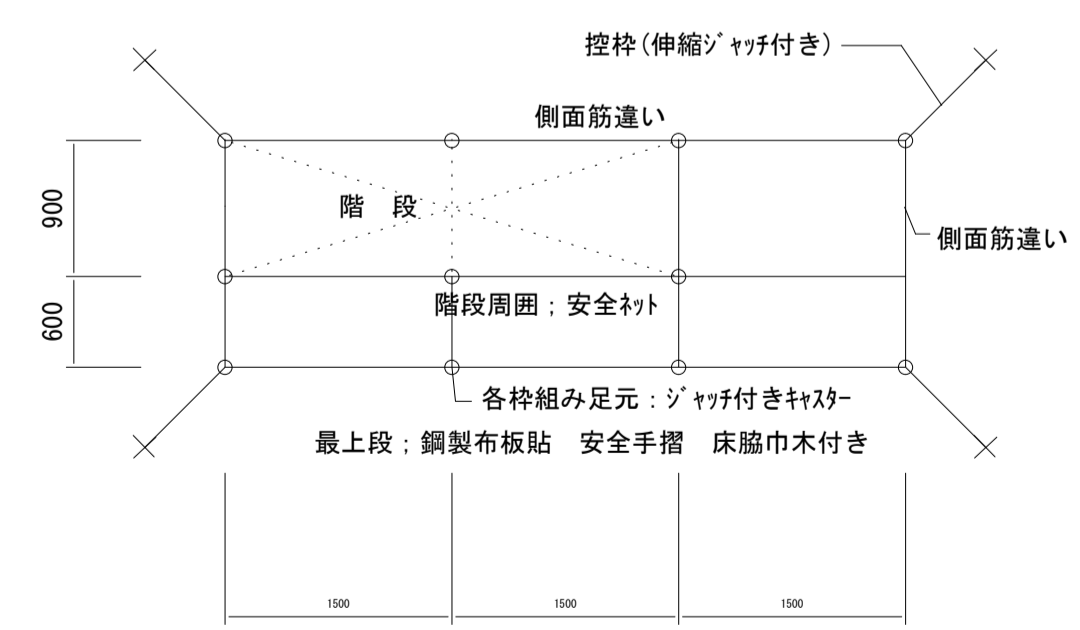 控枠(伸縮ｼﾞｬｯﾁ付き)
側面筋違い
900
階　段
側面筋違い
600
階段周囲；安全ﾈｯﾄ
各枠組み足元：ｼﾞｬｯﾁ付きｷｬｽﾀｰ
最上段；鋼製布板貼　安全手摺　床脇巾木付き
1500
1500
1500